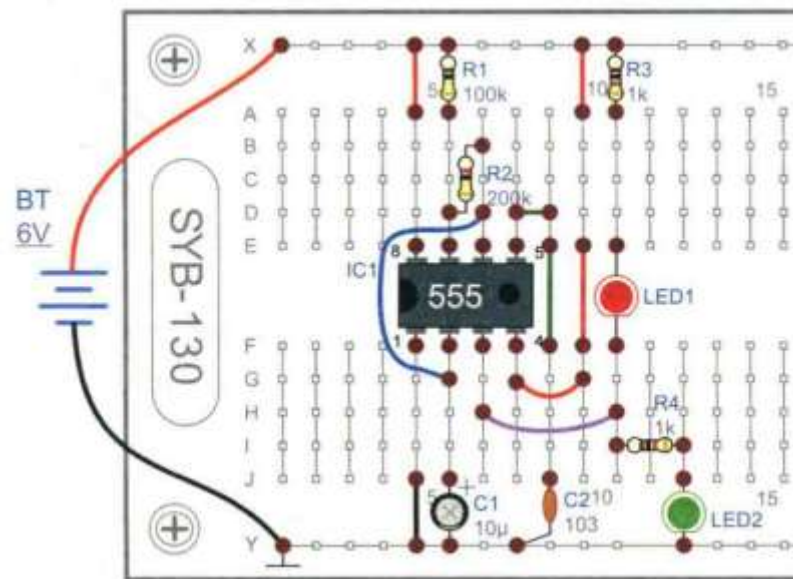 X
R1
R3
5
100k
10
1k
15
A
B
R2
C
200k
D
BT
6V
SYB-130
E
8
5
IC1
555
LED1
1
4
F
G
H
R4
I
1k
J
5
+
C1
C2
10
15
10µ
103
LED2
Y